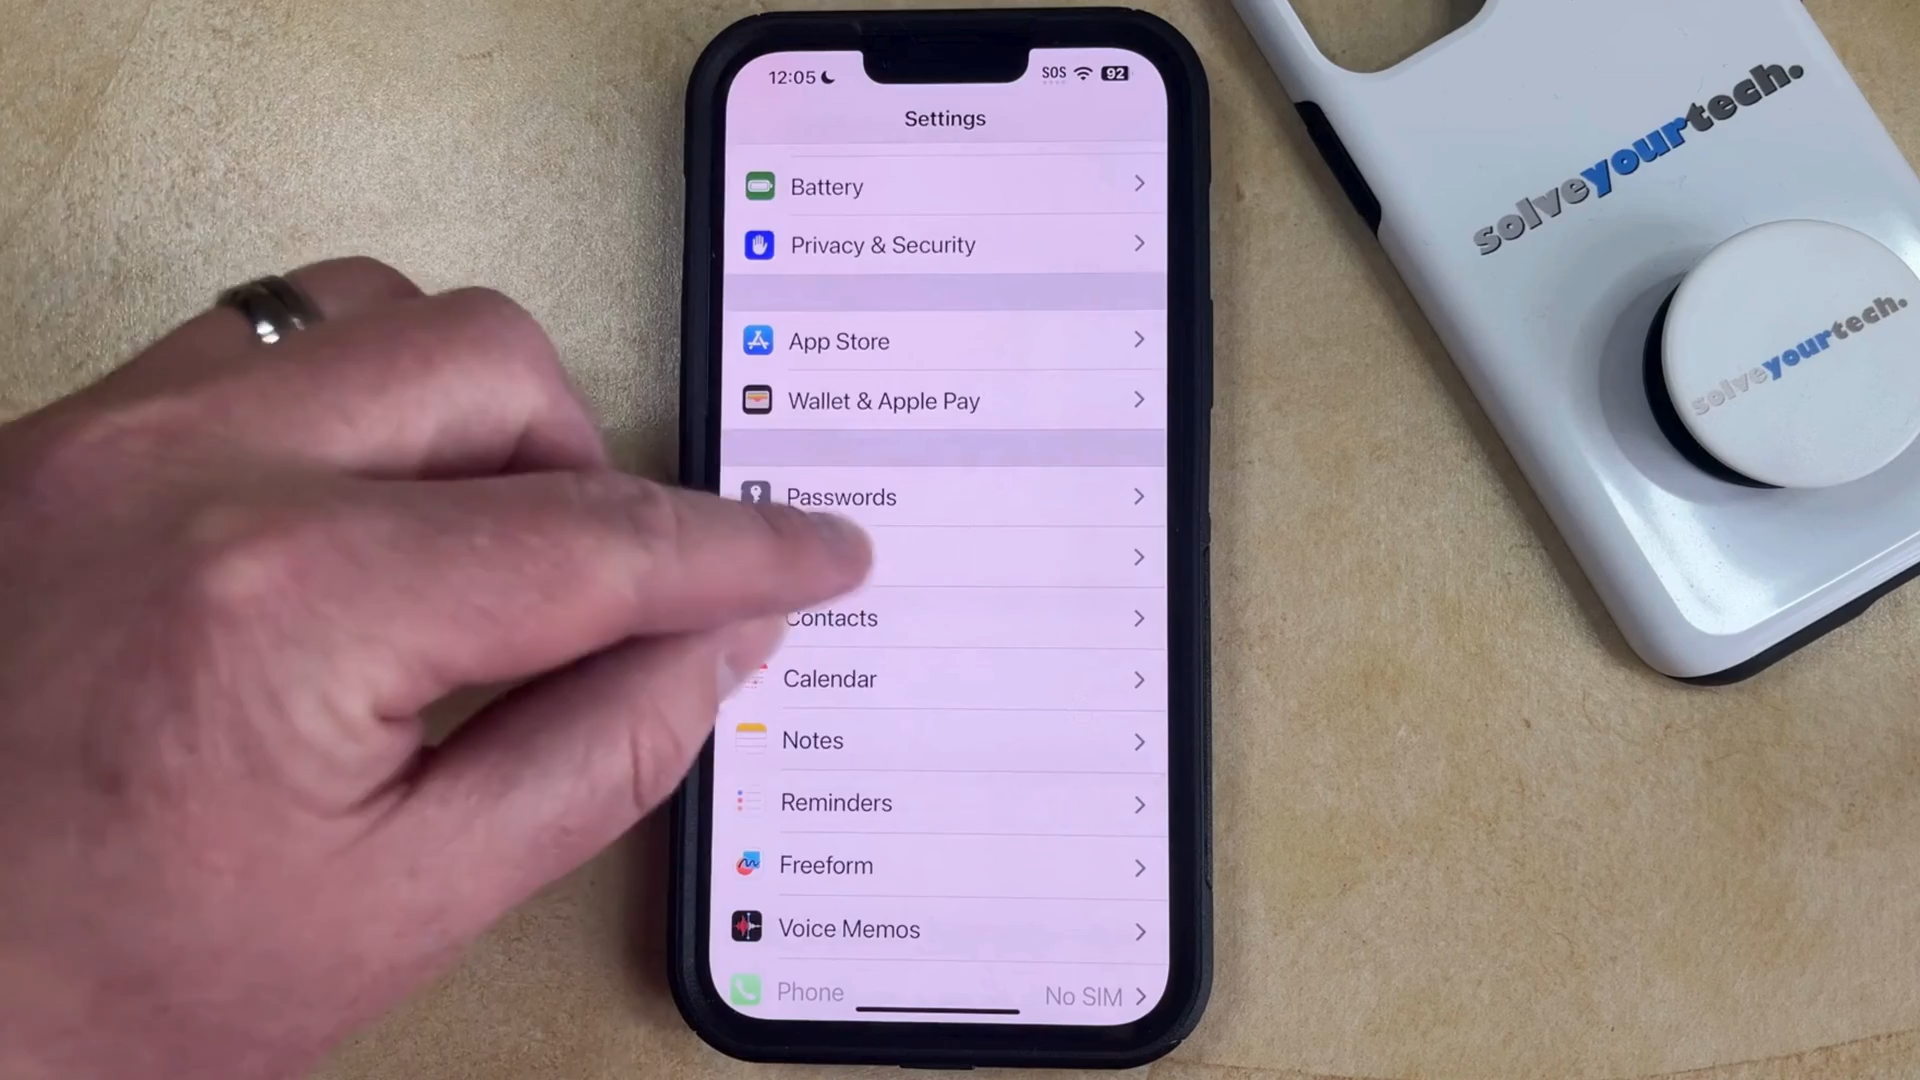 12:05
SOS
92
Settings
Battery
Privacy & Security
App Store
Wallet & Apple Pay
Passwords
Contacts
Calendar
Notes
Reminders
Freeform
Voice Memos
Phone No SIM
solveyourtech.
solveyourtech.